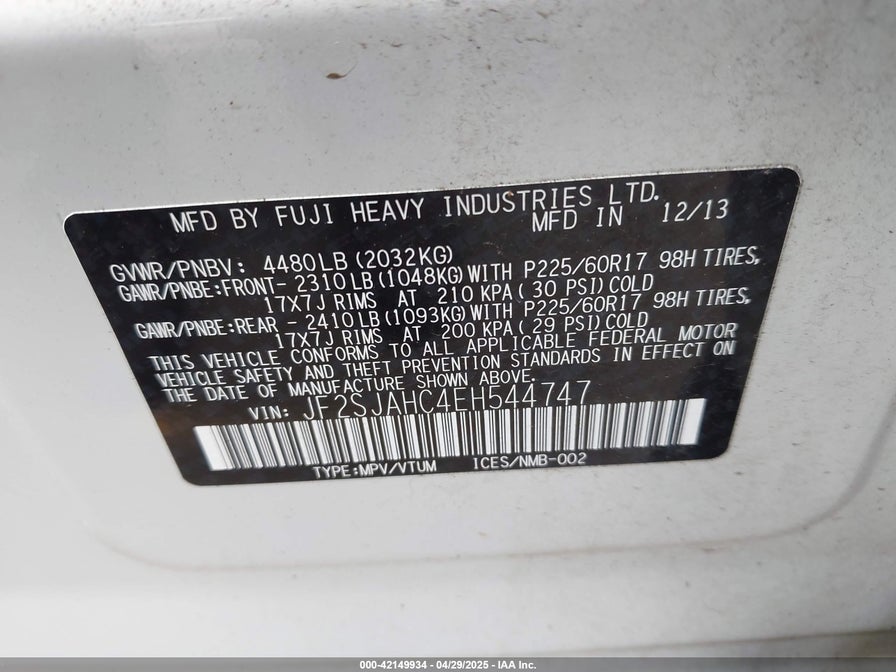 MFD BY FUJI HEAVY INDUSTRIES LTD.
MFD IN 12/13
GVWR/PNBV: 4480LB (2032KG)
GAWR/PNBE:FRONT- 2310LB (1048KG) WITH P225/60R17 98H TIRES,
17X7J RIMS AT 210 KPA( 30 PSI) COLD
GAWR/PNBE:REAR - 2410LB (1093KG) WITH P225/60R17 98H TIRES,
17X7J RIMS AT 200 KPA( 29 PSI) COLD
THIS VEHICLE CONFORMS TO ALL APPLICABLE FEDERAL MOTOR
VEHICLE SAFETY AND THEFT PREVENTION STANDARDS IN EFFECT ON
THE DATE OF MANUFACTURE SHOWN ABOVE.
VIN: JF2SJAHC4EH544747
TYPE:MPV/VTUM ICES/NMB-002
000-42149934 - 04/29/2025 - IAA Inc.